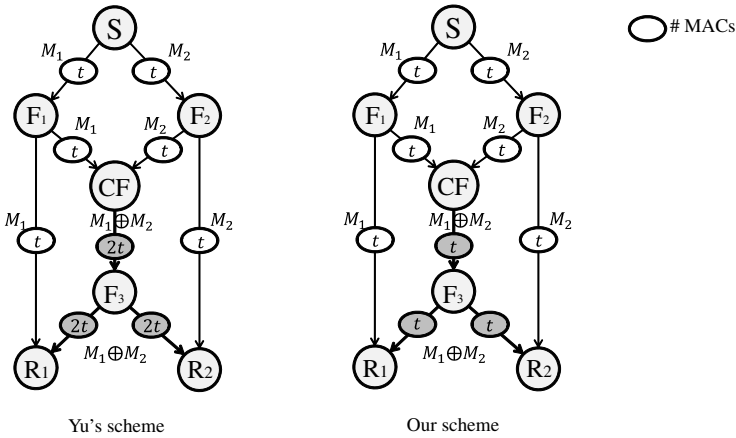 S S # MACs
M₁ M₂ M₁ M₂
t t t t
F₁ F₂ F₁ F₂
M₁ M₂ M₁ M₂
t t t t
CF CF
M₁ M₁⊕M₂ M₂ M₁ M₁⊕M₂ M₂
t 2t t t t t
F₃ F₃
2t 2t t t
M₁⊕M₂ M₁⊕M₂
R₁ R₂ R₁ R₂
Yu's scheme Our scheme